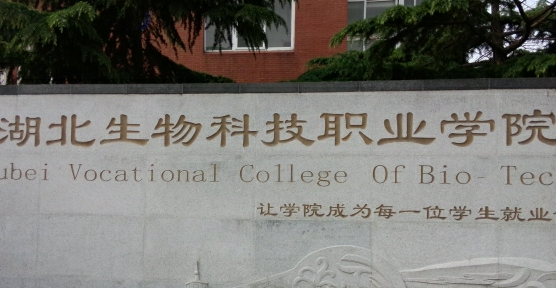 湖北生物科技职业学院
ubei Vocational College Of Bio-Tec
让学院成为每一位学生就业